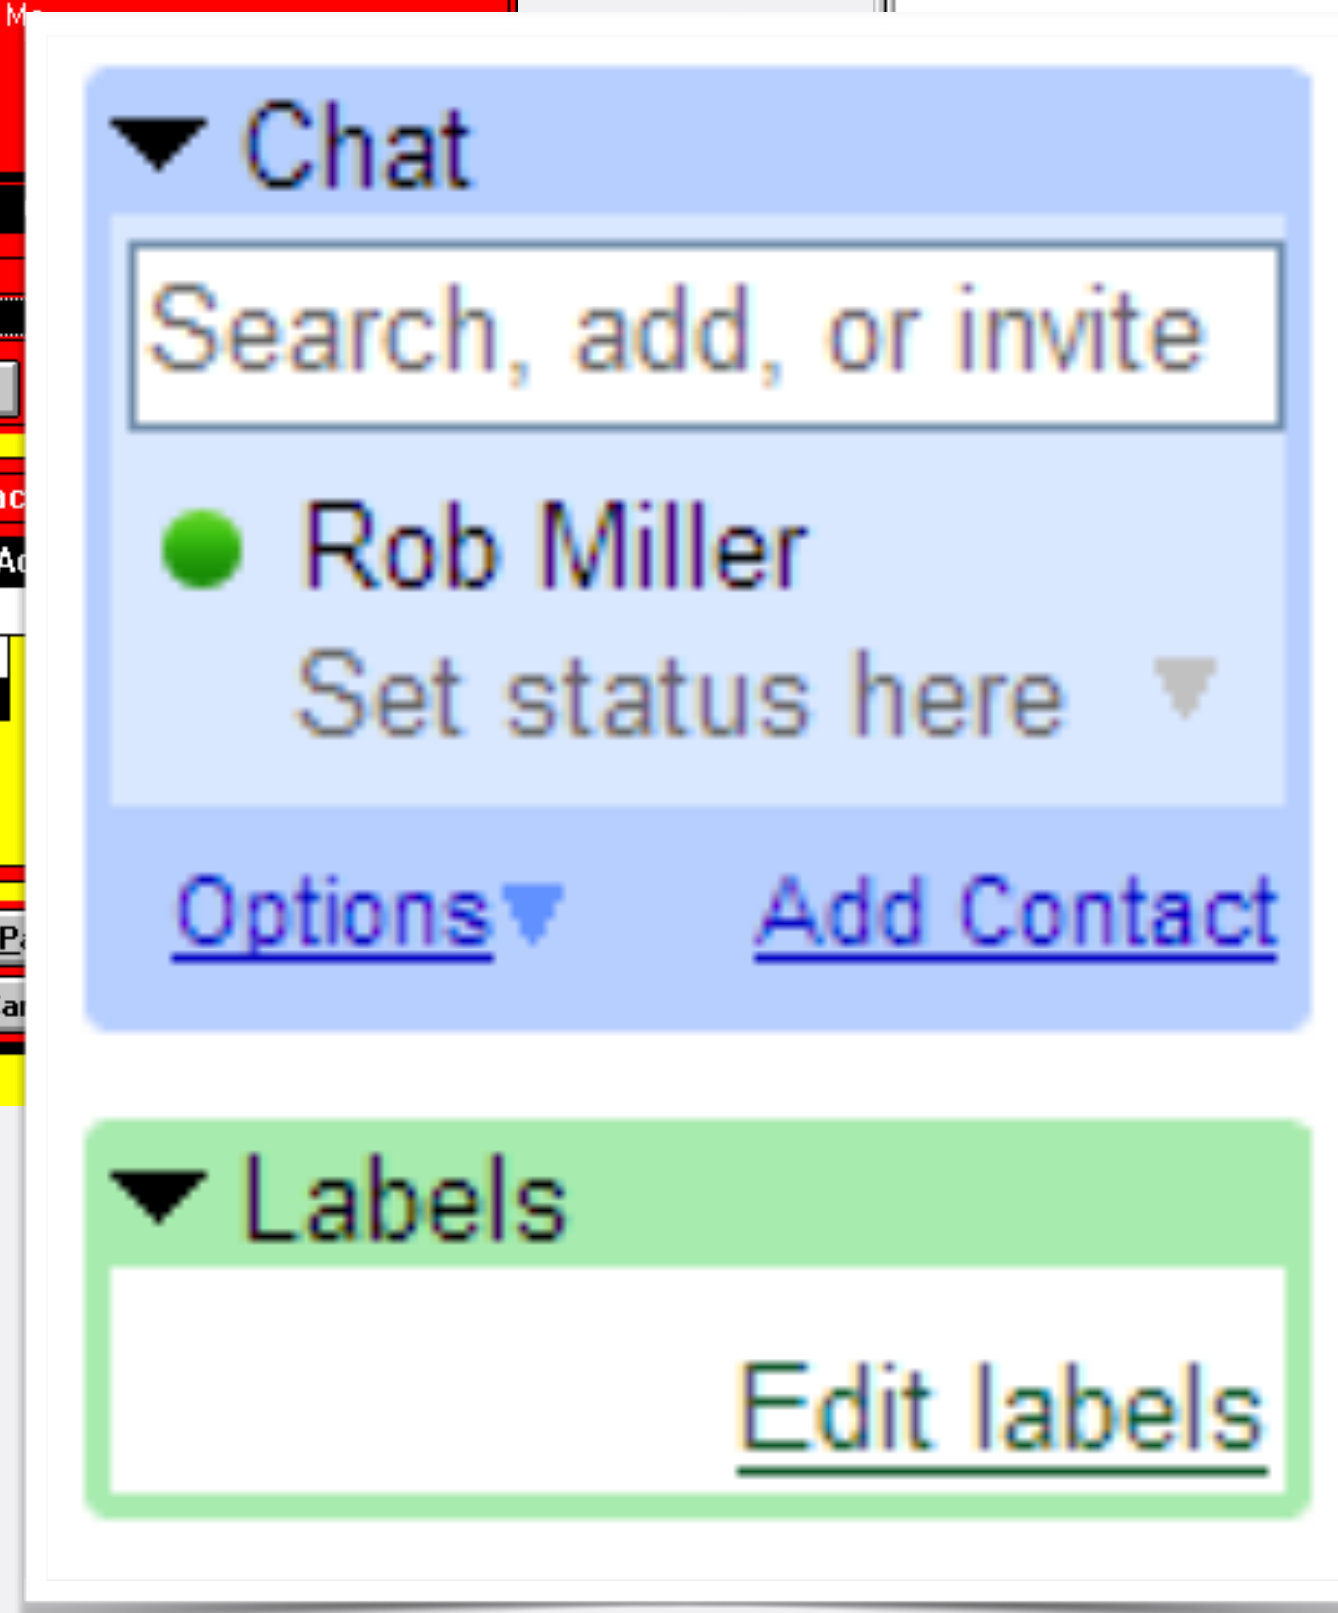 Chat
Search, add, or invite
Rob Miller
Set status here
Options Add Contact
Labels
Edit labels